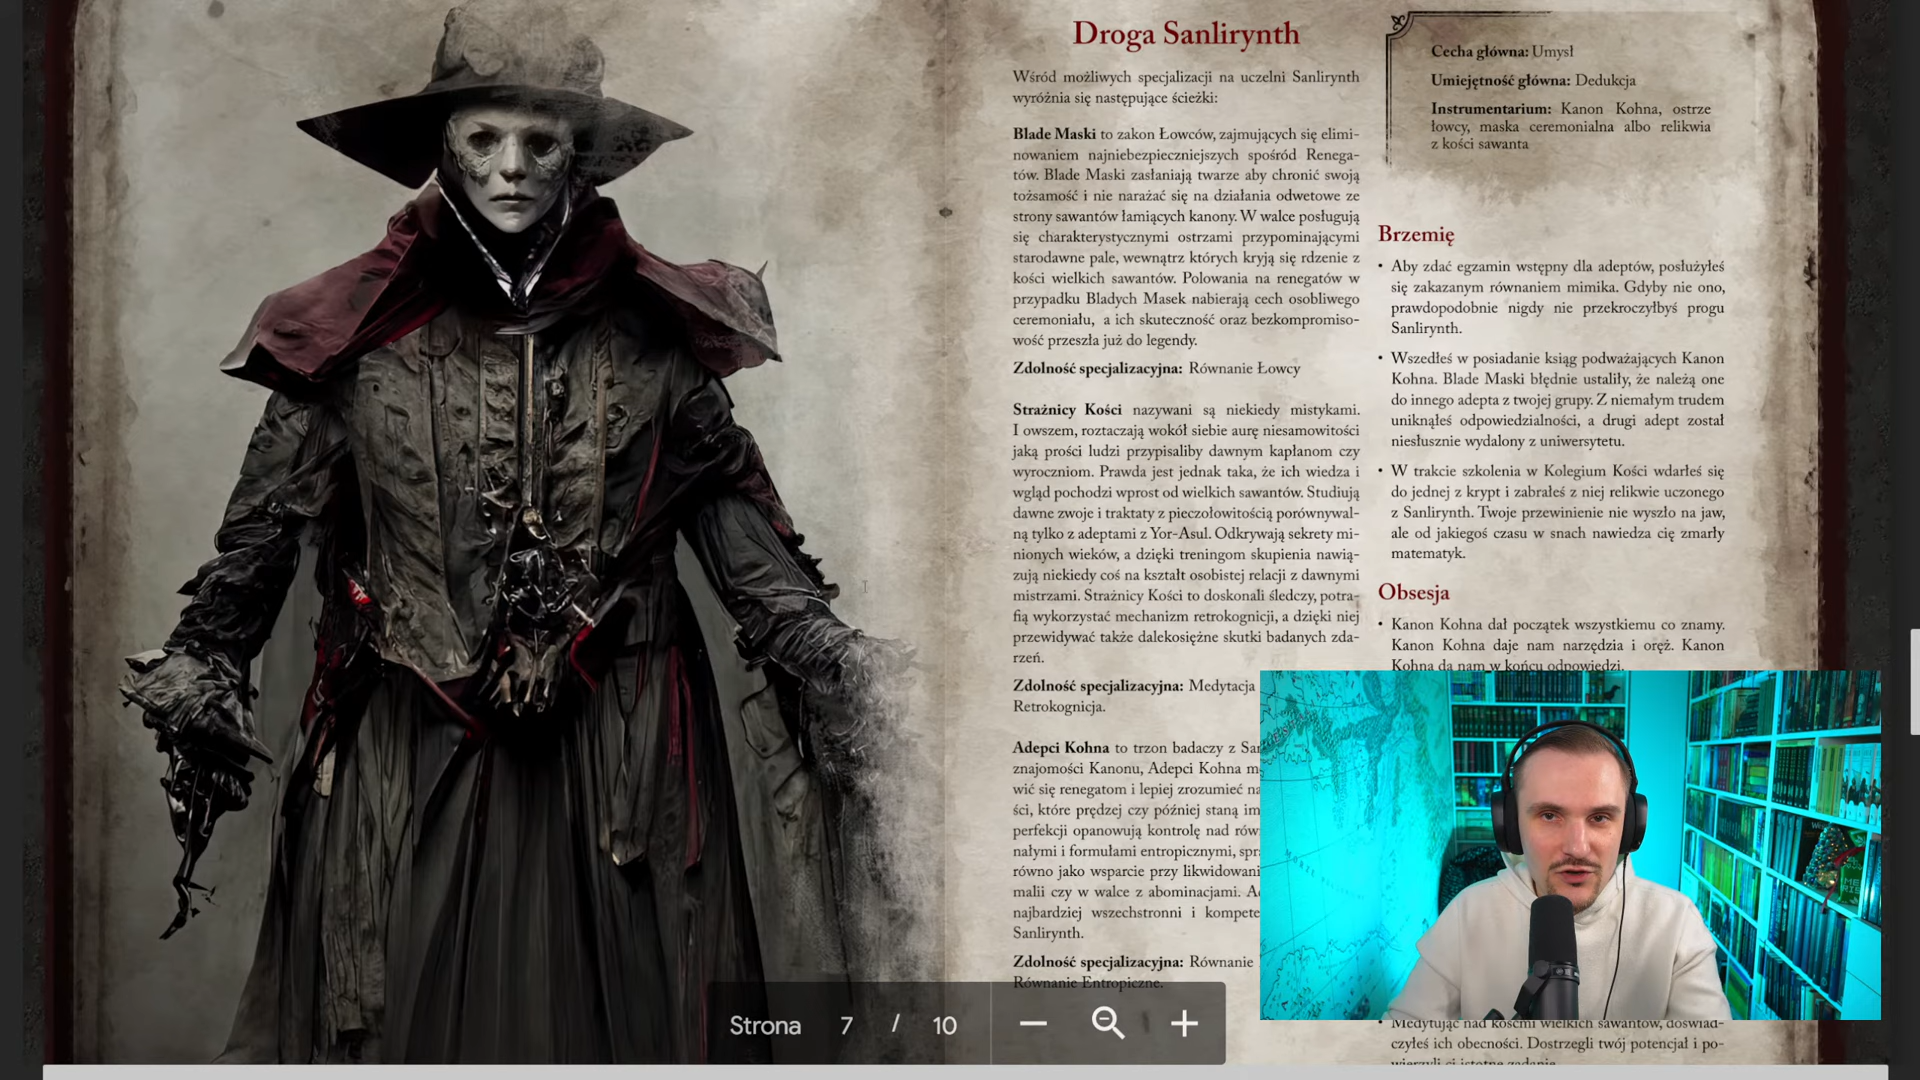 Droga Sanlirynth
Wśród możliwych specjalizacji na uczelni Sanlirynth
wyróżnia się następujące ścieżki:
Blade Maski to zakon Łowców, zajmujących się elimi-
nowaniem najniebezpieczniejszych spośród Renega-
tów. Blade Maski zasłaniają twarze aby chronić swoją
tożsamość i nie narażać się na działania odwetowe ze
strony sawantów łamiących kanony. W walce posługują
się charakterystycznymi ostrzami przypominającymi
starodawne pale, wewnątrz których kryją się rdzenie z
kości wielkich sawantów. Polowania na renegatów w
przypadku Bladych Masek nabierają cech osobliwego
ceremoniału, a ich skuteczność oraz bezkompromiso-
wość przeszła już do legendy.
Zdolność specjalizacyjna: Równanie Łowcy
Strażnicy Kości nazywani są niekiedy mistykami.
I owszem, roztaczają wokół siebie aurę niesamowitości
jaką prości ludzi przypisaliby dawnym kapłanom czy
wyroczniom. Prawda jest jednak taka, że ich wiedza i
wgląd pochodzi wprost od wielkich sawantów. Studiują
dawne zwoje i traktaty z pieczołowitością porównywal-
ną tylko z adeptami z Yor-Asul. Odkrywają sekrety mi-
nionych wieków, a dzięki treningom skupienia nawią-
zują niekiedy coś na kształt osobistej relacji z dawnymi
mistrzami. Strażnicy Kości to doskonali śledczy, potra-
fią wykorzystać mechanizm retrokognicji, a dzięki niej
przewidywać także dalekosiężne skutki badanych zda-
rzeń.
Zdolność specjalizacyjna: Medytacja
Retrokognicja.
Adepci Kohna to trzon badaczy z Sa
znajomości Kanonu, Adepci Kohna m
wić się renegatom i lepiej zrozumieć na
ści, które prędzej czy później staną im
perfekcji opanowują kontrolę nad rów
nałymi i formułami entropicznymi, spr
równo jako wsparcie przy likwidowani
malii czy w walce z abominacjami. A
najbardziej wszechstronni i kompete
Sanlirynth.
Zdolność specjalizacyjna: Równanie
Równanie Entropiczne.
Cecha główna: Umysł
Umiejętność główna: Dedukcja
Instrumentarium: Kanon Kohna, ostrze
łowcy, maska ceremonialna albo relikwia
z kości sawanta
Brzemię
• Aby zdać egzamin wstępny dla adeptów, posłużyłeś
się zakazanym równaniem mimika. Gdyby nie ono,
prawdopodobnie nigdy nie przekroczyłbyś progu
Sanlirynth.
• Wszedłeś w posiadanie ksiąg podważających Kanon
Kohna. Blade Maski błędnie ustaliły, że należą one
do innego adepta z twojej grupy. Z niemałym trudem
uniknąłeś odpowiedzialności, a drugi adept został
niesłusznie wydalony z uniwersytetu.
• W trakcie szkolenia w Kolegium Kości wdarłeś się
do jednej z krypt i zabrałeś z niej relikwie uczonego
z Sanlirynth. Twoje przewinienie nie wyszło na jaw,
ale od jakiegoś czasu w snach nawiedza cię zmarły
matematyk.
Obsesja
• Kanon Kohna dał początek wszystkiemu co znamy.
Kanon Kohna daje nam narzędzia i oręż. Kanon
Kohna da nam w końcu odpowiedzi.
• Medytując nad kośćmi wielkich sawantów, doświad-
czyłeś ich obecności. Dostrzegli twój potencjał i po-
wierzyli ci istotne zadanie.
Strona 7 / 10